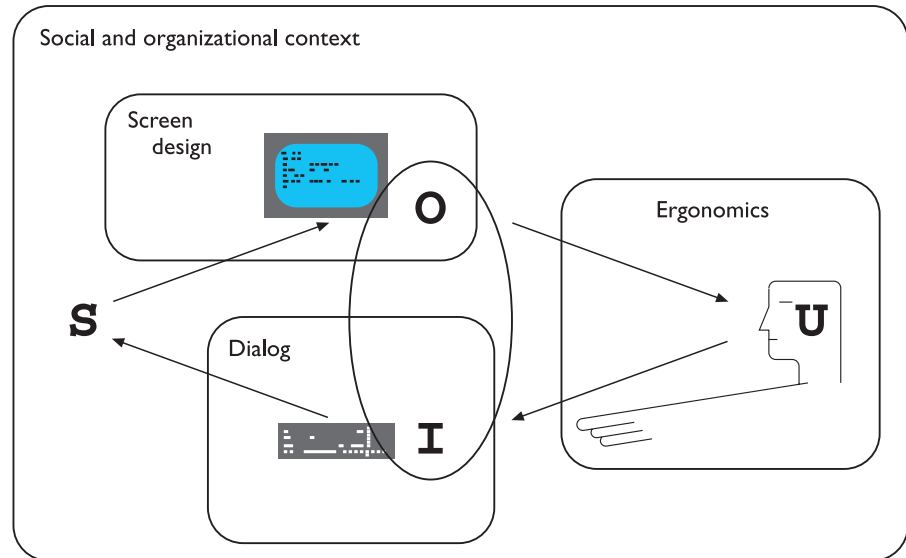 Social and organizational context
Screen
design
O
Ergonomics
S
U
Dialog
I